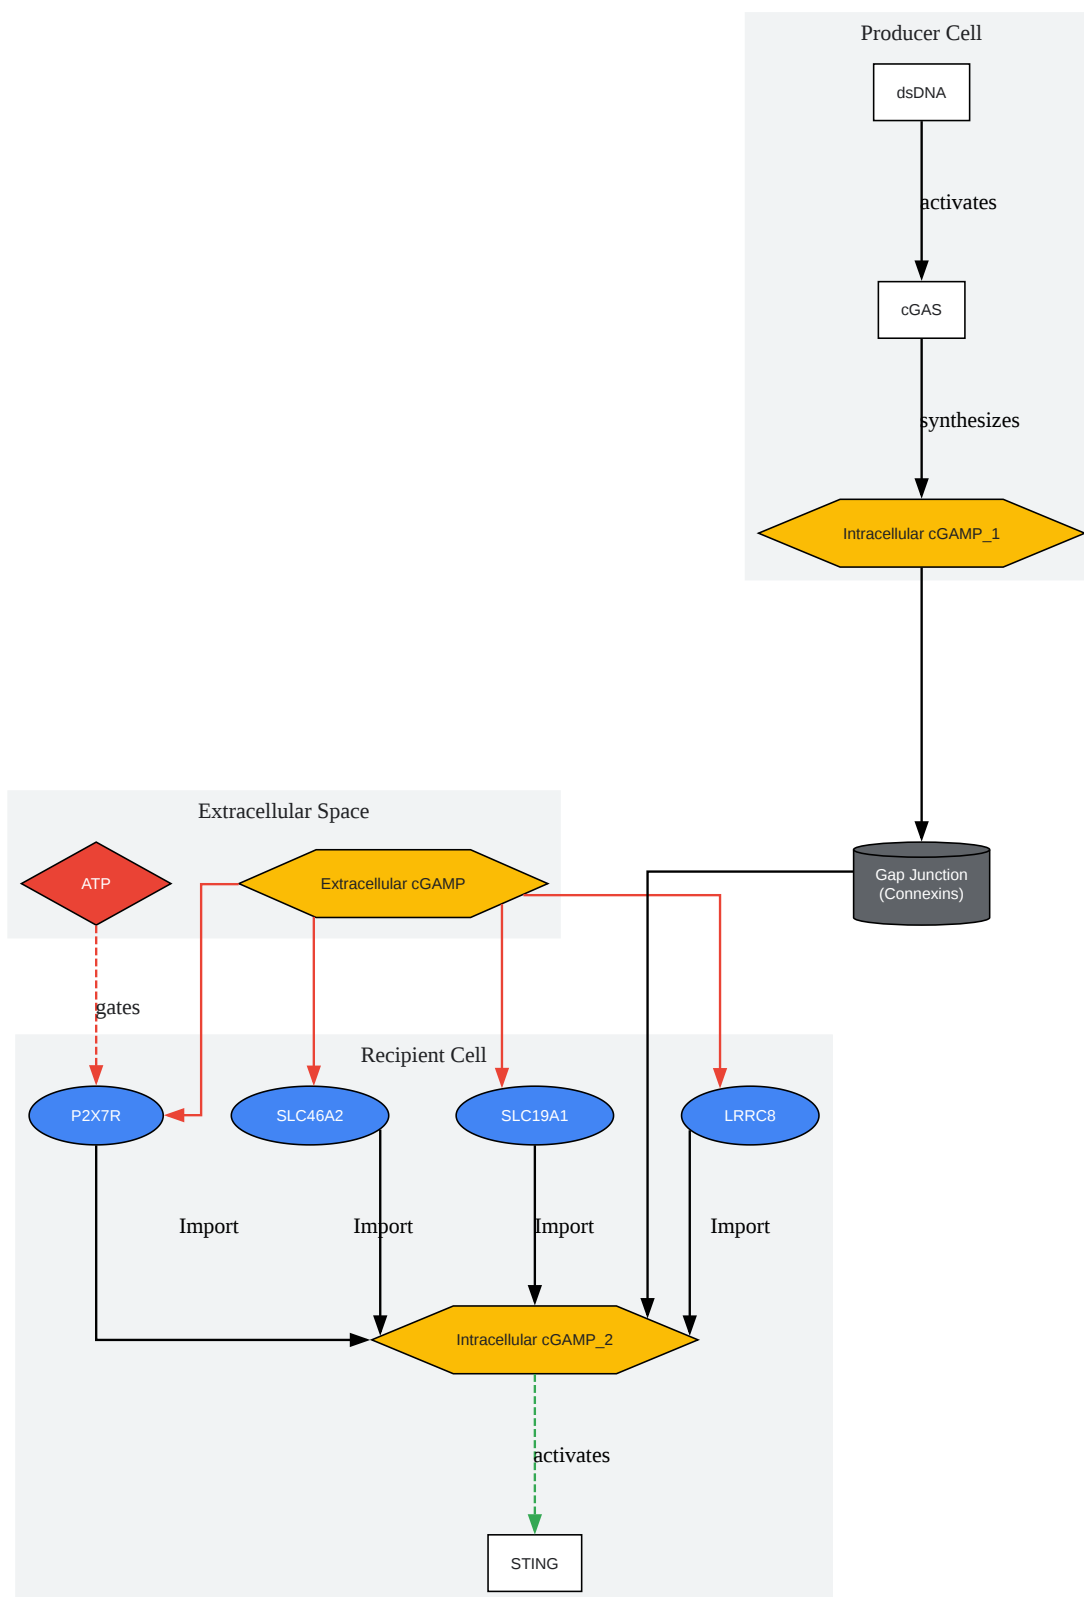 Producer Cell
dsDNA
activates
cGAS
synthesizes
Intracellular cGAMP_1
Extracellular Space
ATP
Extracellular cGAMP
Gap Junction
(Connexins)
gates
Recipient Cell
P2X7R
SLC46A2
SLC19A1
LRRC8
Import
Import
Import
Import
Intracellular cGAMP_2
activates
STING